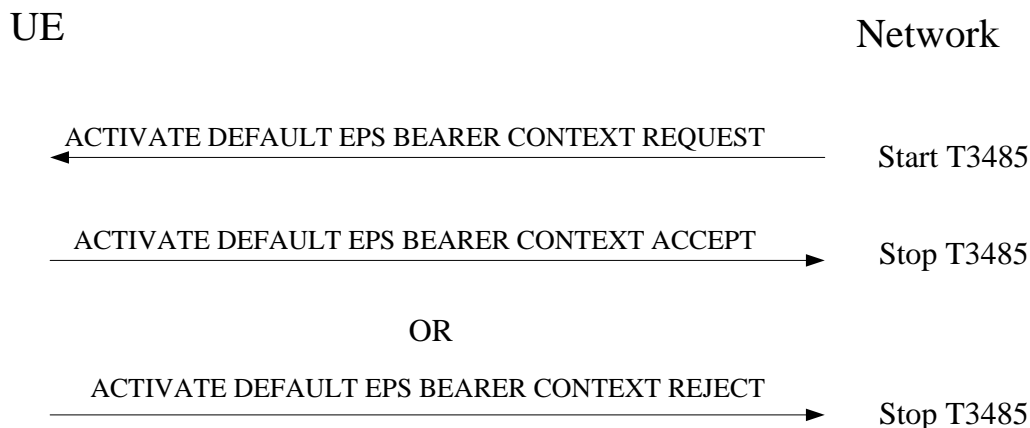 UE
Network
ACTIVATE DEFAULT EPS BEARER CONTEXT REQUEST
Start T3485
ACTIVATE DEFAULT EPS BEARER CONTEXT ACCEPT
Stop T3485
OR
ACTIVATE DEFAULT EPS BEARER CONTEXT REJECT
Stop T3485